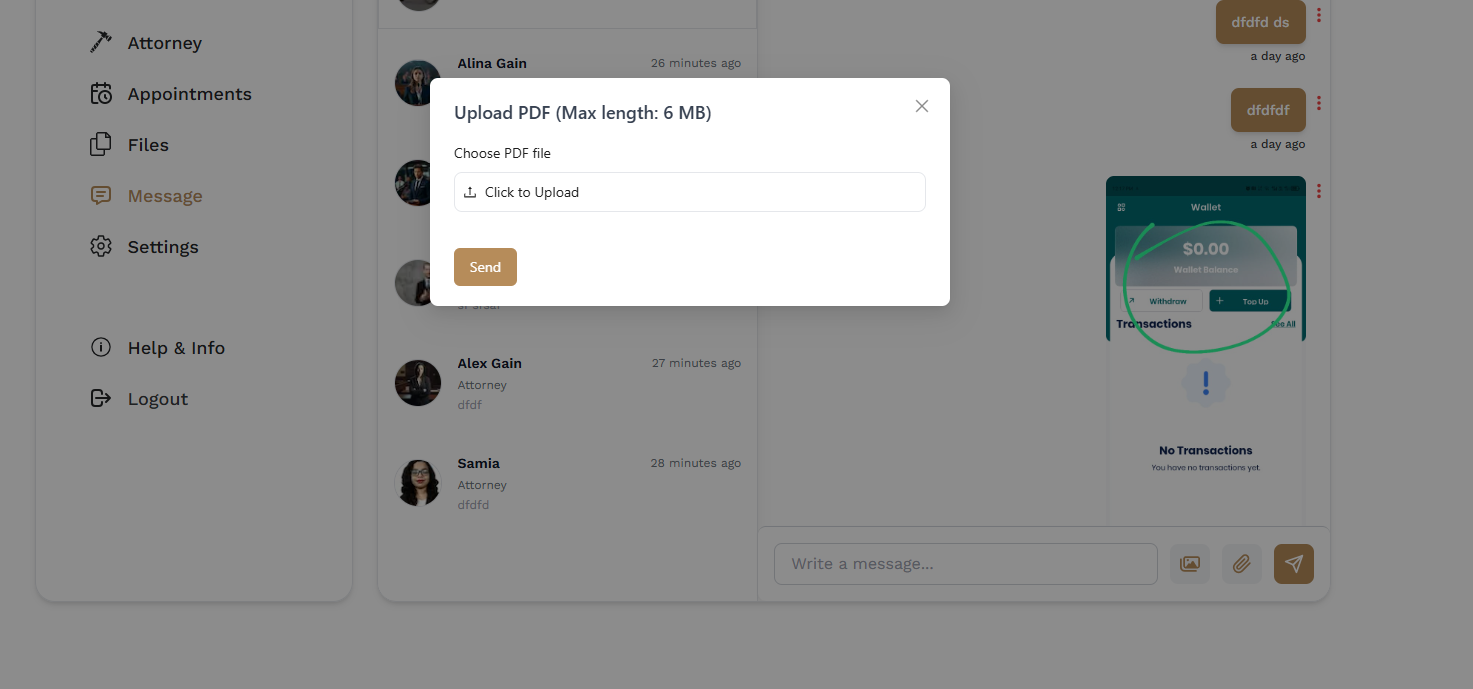 Attorney
Appointments
Files
Message
Settings
Help & Info
Logout
Alina Gain
26 minutes ago
Alex Gain
27 minutes ago
Attorney
dfdf
Samia
28 minutes ago
Attorney
dfdfd
Upload PDF (Max length: 6 MB)
Choose PDF file
Click to Upload
Send
dfdfd ds
a day ago
dfdfdf
a day ago
Wallet
$0.00
Wallet Balance
Withdrow
Top Up
Transactions
See All
No Transactions
You have no transactions yet.
Write a message...